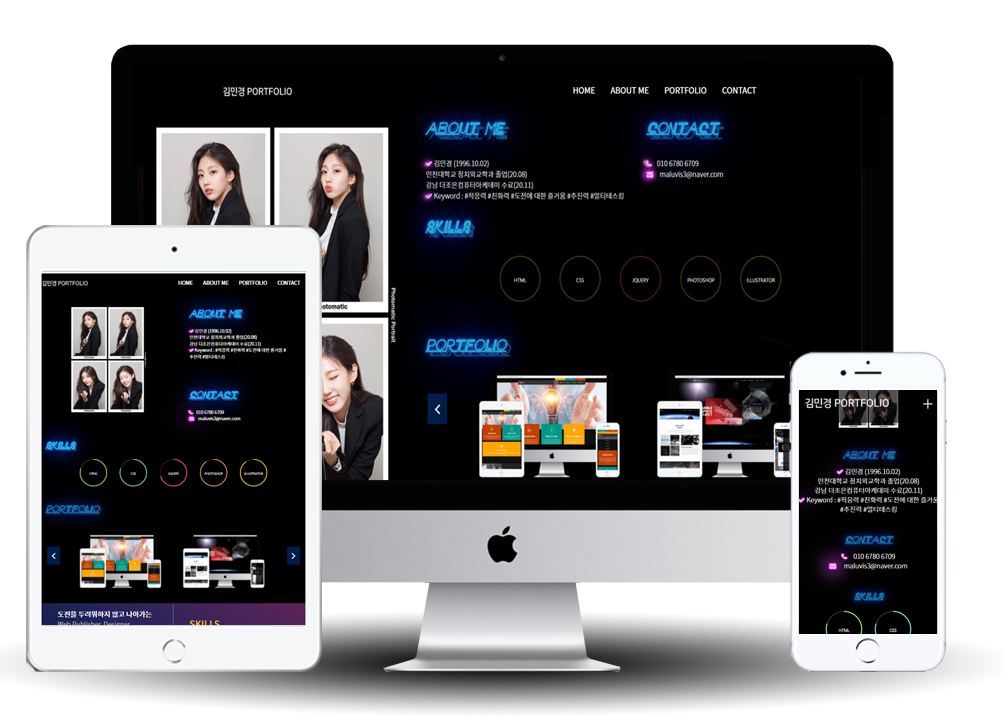 김민경 PORTFOLIO
HOME ABOUT ME PORTFOLIO CONTACT
ABOUT ME
김민경 (1996.10.02)
인천대학교 정치외교학과 졸업(20.08)
강남 더조은컴퓨터아케데미 수료(20.11)
Keyword : #적응력 #친화력 #도전에 대한 즐거움 #추진력 #멀티테스킹
CONTACT
010 6780 6709
maluvis3@naver.com
SKILLS
HTML CSS JQUERY PHOTOSHOP ILLUSTRATOR
otomatic
Photomatic Portrait
PORTFOLIO
김민경 PORTFOLIO
HOME ABOUT ME PORTFOLIO CONTACT
ABOUT ME
김민경 (1996.10.02)
인천대학교 정치외교학과 졸업(20.08)
강남 더조은컴퓨터아케데미 수료(20.11)
Keyword : #적응력 #친화력 #도전에 대한 즐거움 #
추진력 #멀티테스킹
CONTACT
010 6780 6709
maluvis3@naver.com
SKILLS
HTML CSS JQUERY PHOTOSHOP ILLUSTRATOR
PORTFOLIO
도전을 두려워하지 않고 나아가는
Web Publisher, Designer
SKILLS
김민경 PORTFOLIO
ABOUT ME
김민경 (1996.10.02)
인천대학교 정치외교학과 졸업(20.08)
강남 더조은컴퓨터아케데미 수료(20.11)
Keyword : #적응력 #친화력 #도전에 대한 즐거움
#추진력 #멀티테스킹
CONTACT
010 6780 6709
maluvis3@naver.com
SKILLS
HTML CSS